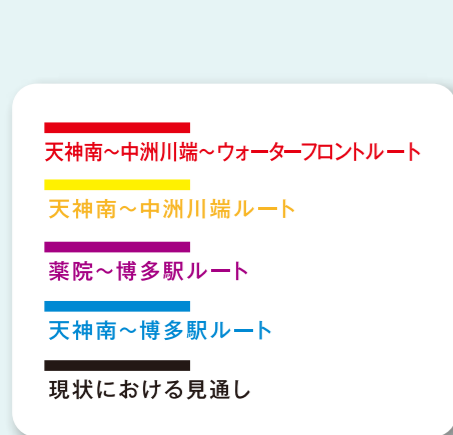 天神南～中洲川端～ウォーターフロントルート
天神南～中洲川端ルート
薬院～博多駅ルート
天神南～博多駅ルート
現状における見通し